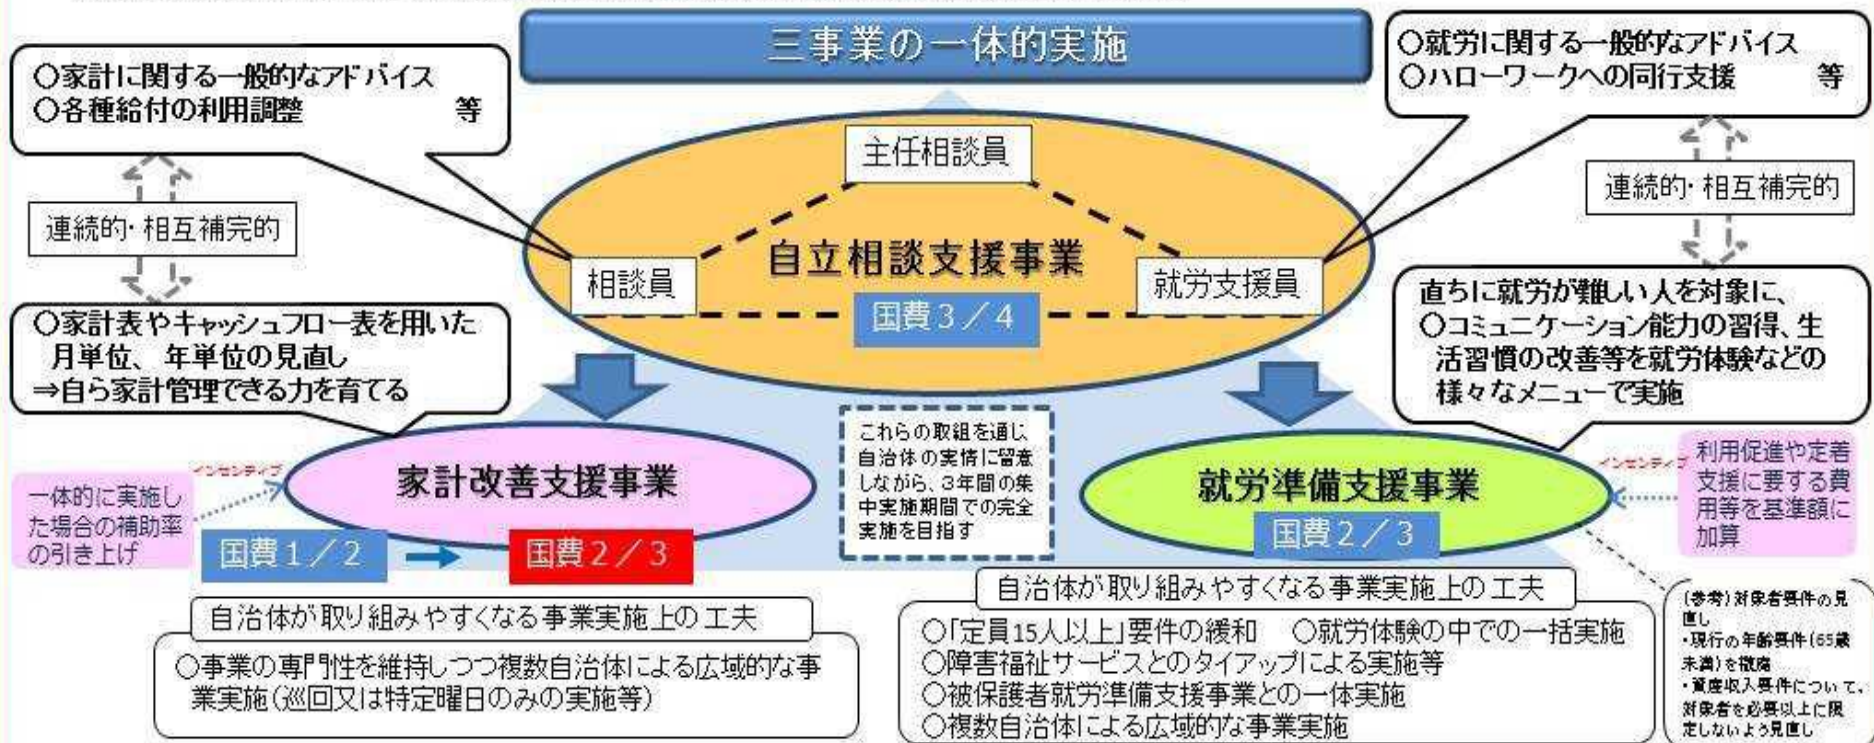 三事業の一体的実施
○家計に関する一般的なアドバイス
○各種給付の利用調整 等
○就労に関する一般的なアドバイス
○ハローワークへの同行支援 等
主任相談員
連続的・相互補完的
連続的・相互補完的
自立相談支援事業
相談員
就労支援員
国費3/4
○家計表やキャッシュフロー表を用いた
月単位、年単位の見直し
⇒自ら家計管理できる力を育てる
直ちに就労が難しい人を対象に、
○コミュニケーション能力の習得、生
活習慣の改善等を就労体験などの
様々なメニューで実施
これらの取組を通じ
自治体の実情に留意
しながら、3年間の集
中実施期間での完全
実施を目指す
インセンティブ
家計改善支援事業
一体的に実施し
た場合の補助率
の引き上げ
国費1/2
国費2/3
就労準備支援事業
国費2/3
インセンティブ
利用促進や定着
支援に要する費
用等を基準額に
加算
自治体が取り組みやすくなる事業実施上の工夫
○事業の専門性を維持しつつ複数自治体による広域的な事
業実施(巡回又は特定曜日のみの実施等)
自治体が取り組みやすくなる事業実施上の工夫
○「定員15人以上」要件の緩和 ○就労体験の中での一括実施
○障害福祉サービスとのタイアップによる実施等
○被保護者就労準備支援事業との一体実施
○複数自治体による広域的な事業実施
(参考)対象者要件の見
直し
・現行の年齢要件(65歳
未満)を撤廃
・資産収入要件について、
対象者を必要以上に限
定しないよう見直し